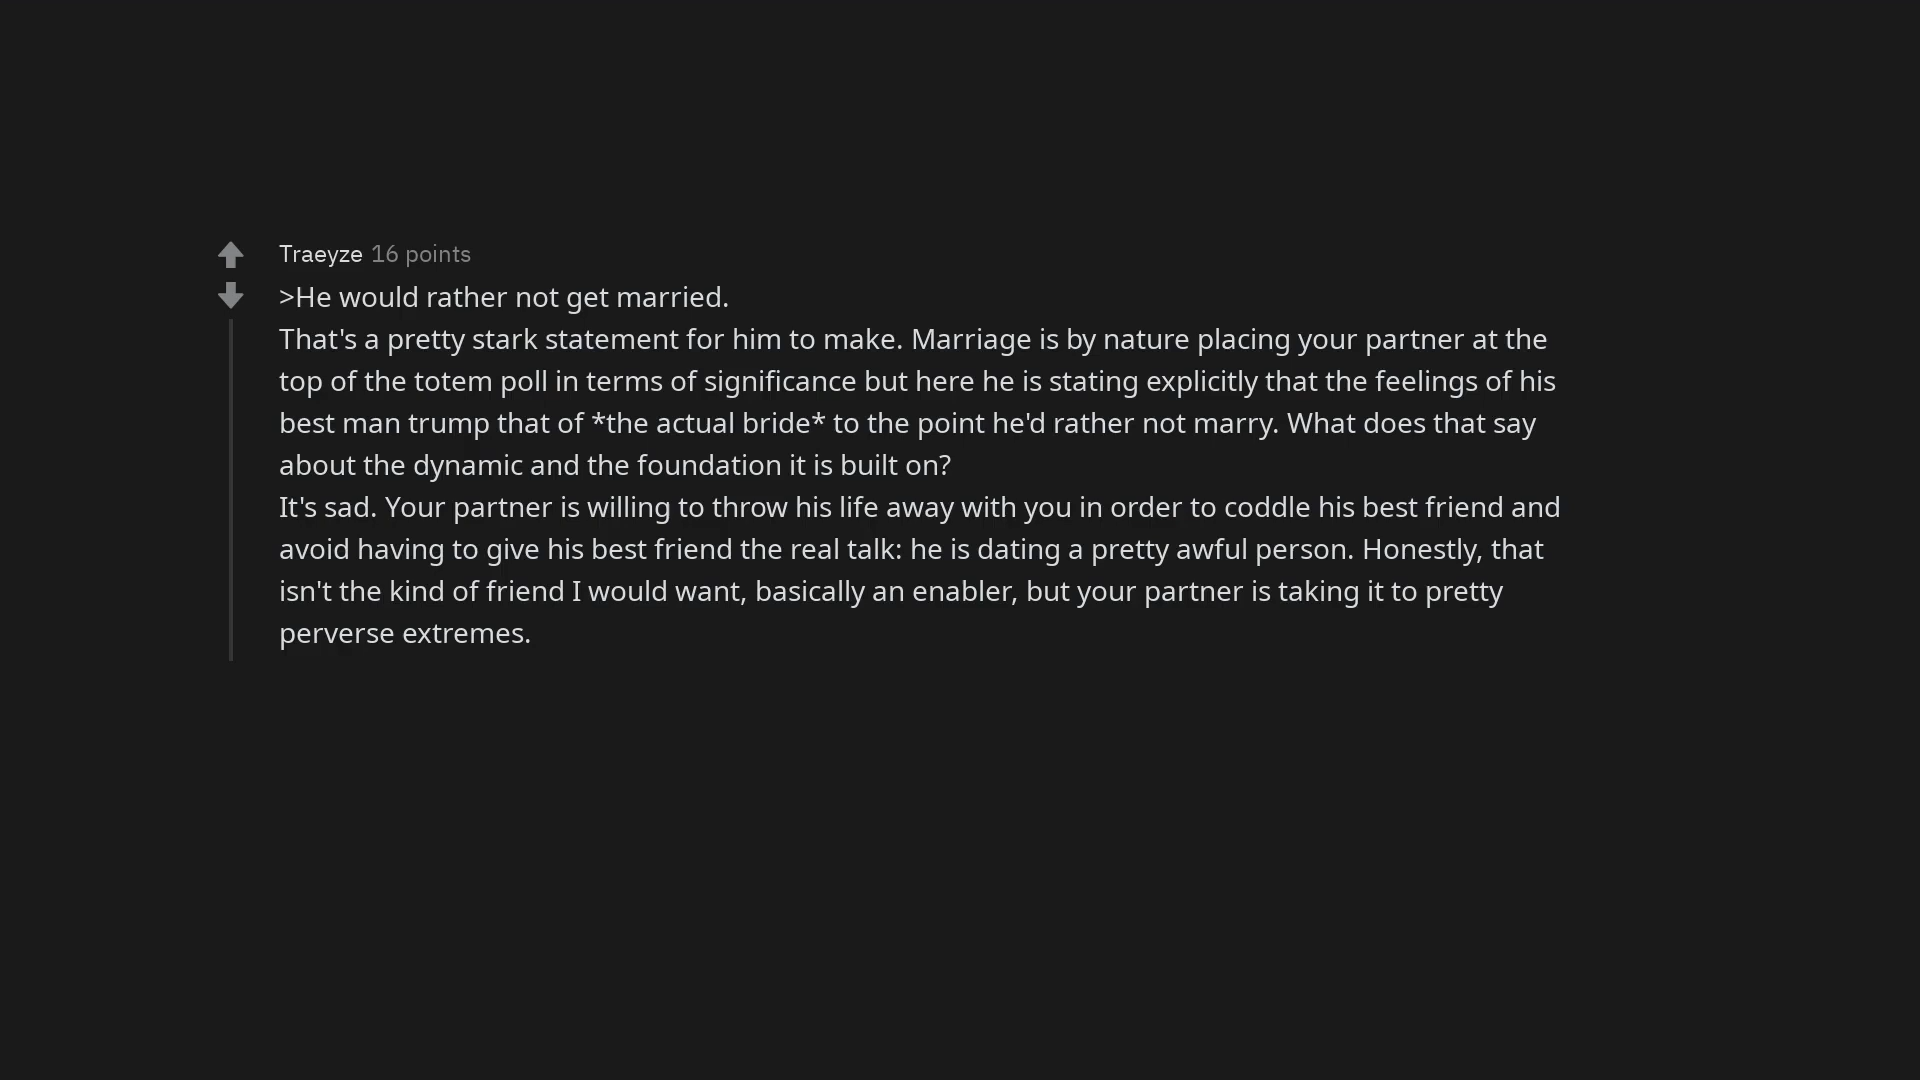 Traeyze 16 points
>He would rather not get married.
That's a pretty stark statement for him to make. Marriage is by nature placing your partner at the
top of the totem poll in terms of significance but here he is stating explicitly that the feelings of his
best man trump that of *the actual bride* to the point he'd rather not marry. What does that say
about the dynamic and the foundation it is built on?
It's sad. Your partner is willing to throw his life away with you in order to coddle his best friend and
avoid having to give his best friend the real talk: he is dating a pretty awful person. Honestly, that
isn't the kind of friend I would want, basically an enabler, but your partner is taking it to pretty
perverse extremes.